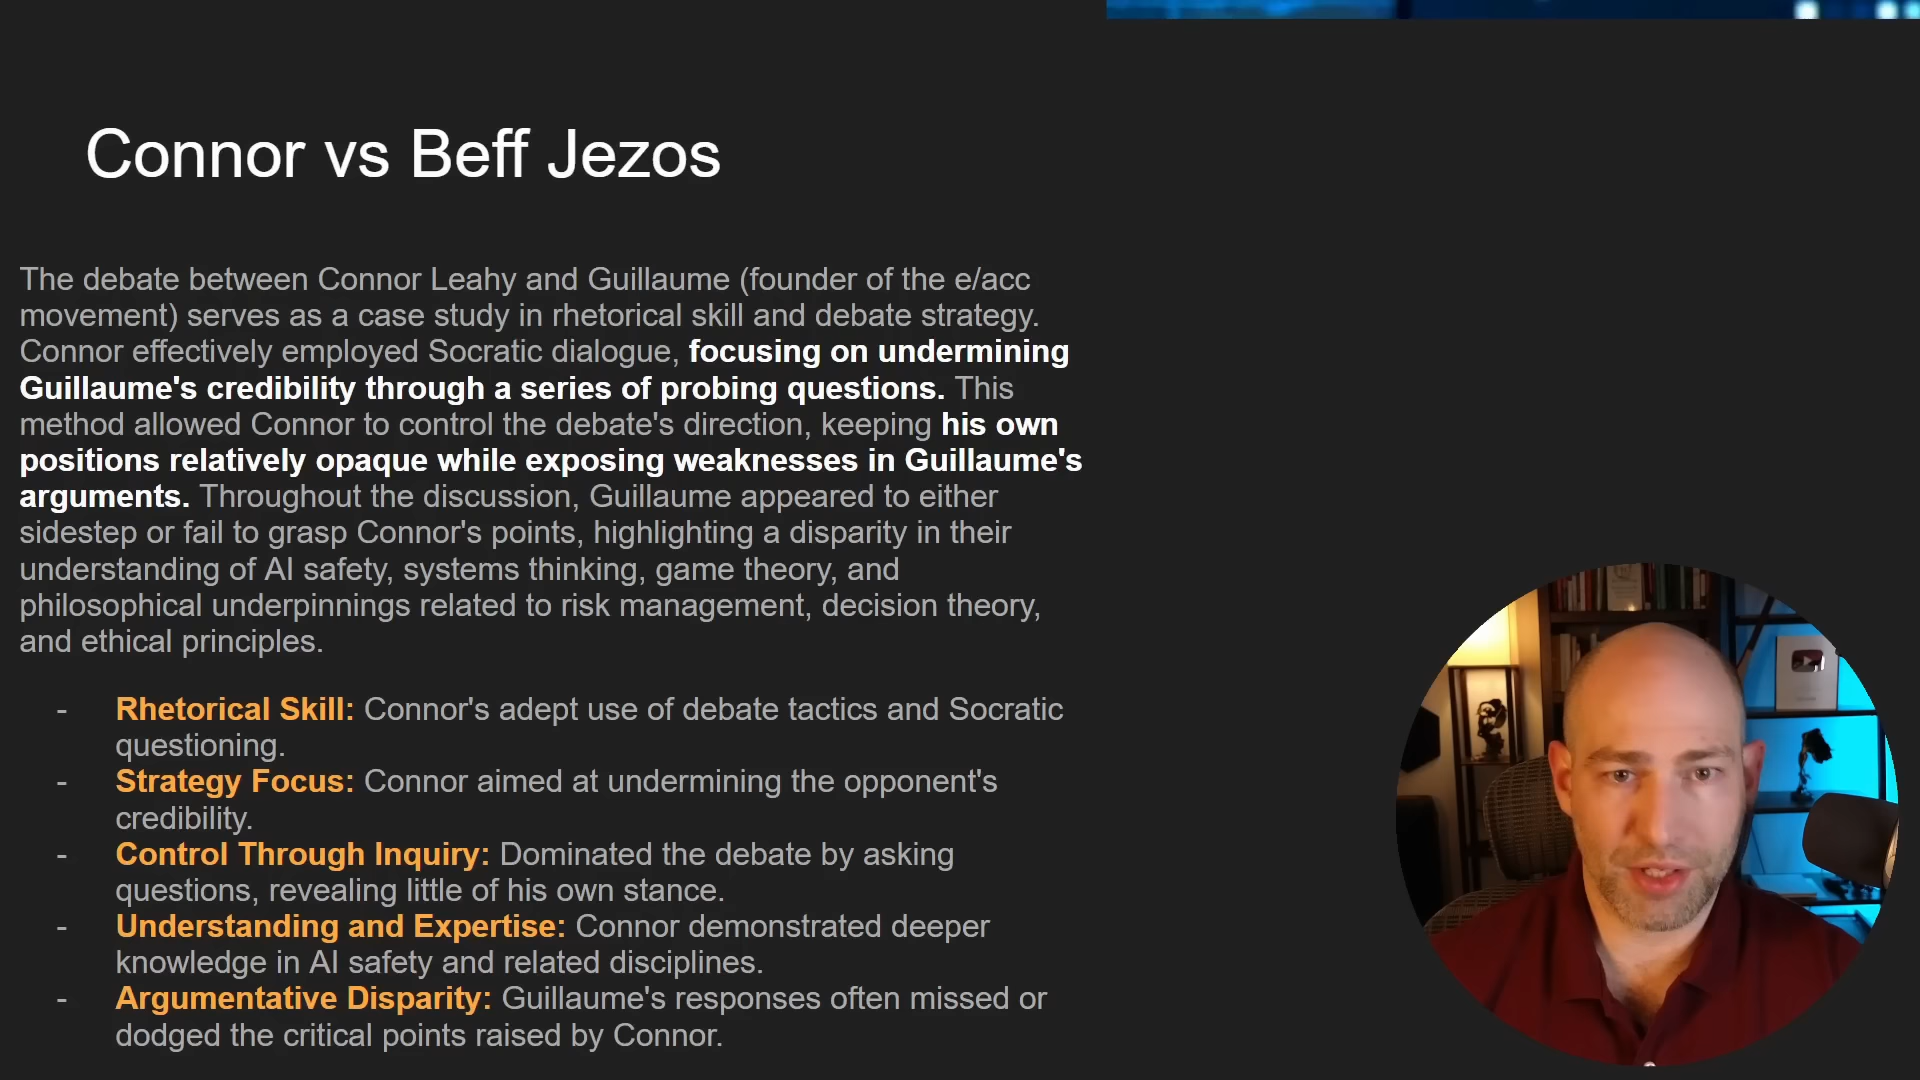 Connor vs Beff Jezos
The debate between Connor Leahy and Guillaume (founder of the e/acc
movement) serves as a case study in rhetorical skill and debate strategy.
Connor effectively employed Socratic dialogue, focusing on undermining
Guillaume's credibility through a series of probing questions. This
method allowed Connor to control the debate's direction, keeping his own
positions relatively opaque while exposing weaknesses in Guillaume's
arguments. Throughout the discussion, Guillaume appeared to either
sidestep or fail to grasp Connor's points, highlighting a disparity in their
understanding of AI safety, systems thinking, game theory, and
philosophical underpinnings related to risk management, decision theory,
and ethical principles.
- Rhetorical Skill: Connor's adept use of debate tactics and Socratic
questioning.
- Strategy Focus: Connor aimed at undermining the opponent's
credibility.
- Control Through Inquiry: Dominated the debate by asking
questions, revealing little of his own stance.
- Understanding and Expertise: Connor demonstrated deeper
knowledge in AI safety and related disciplines.
- Argumentative Disparity: Guillaume's responses often missed or
dodged the critical points raised by Connor.